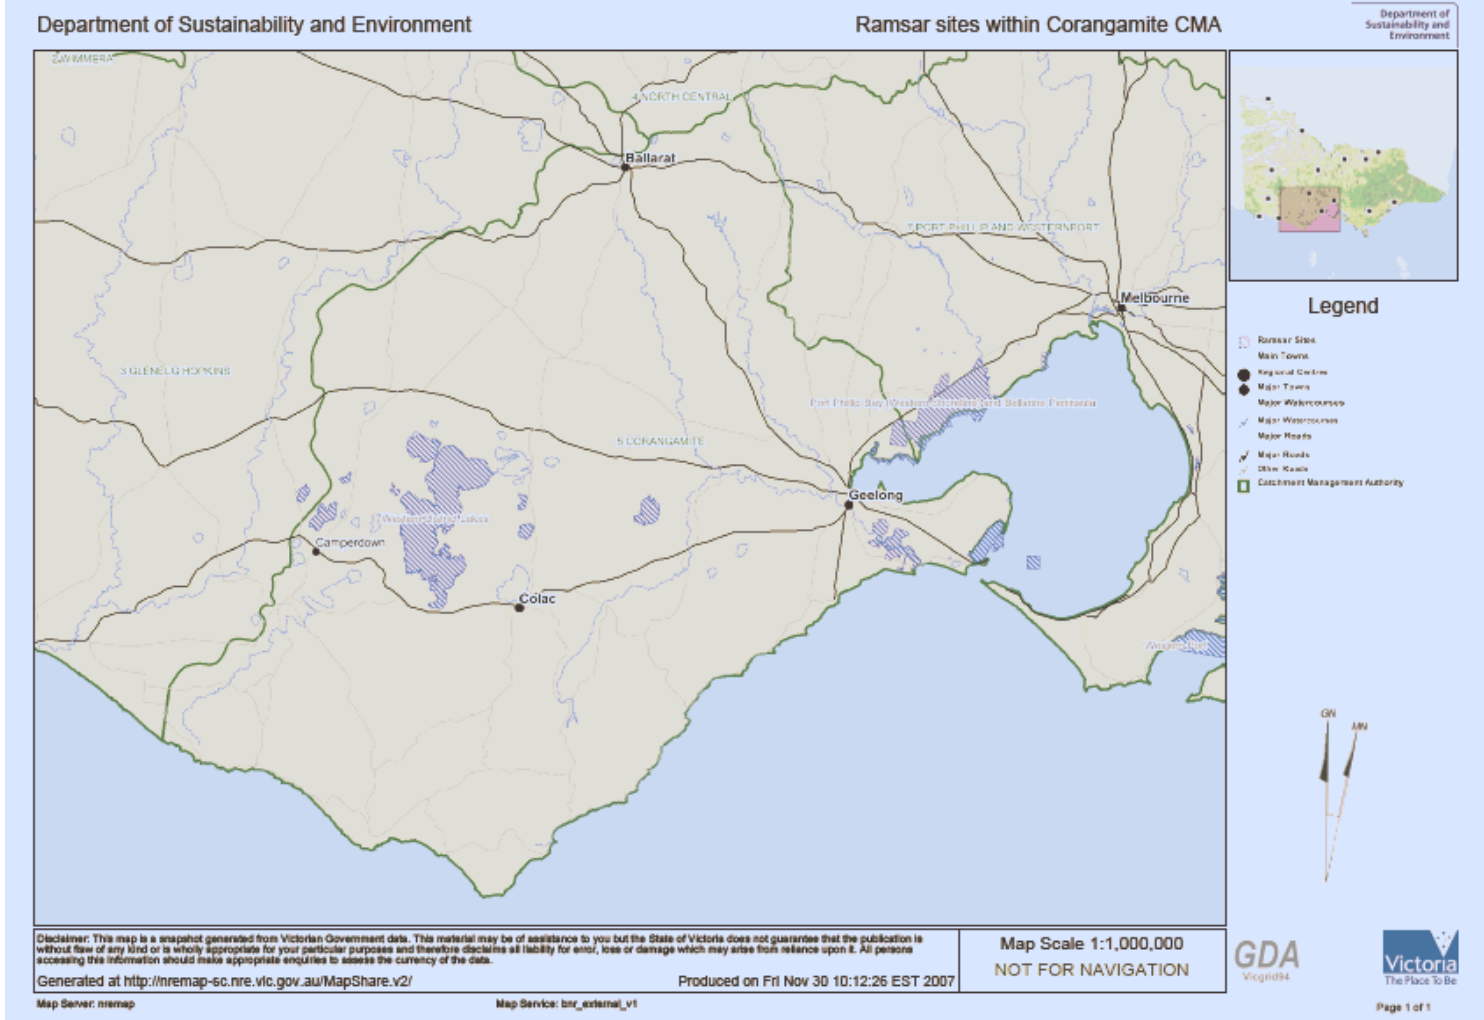 Department of Sustainability and Environment
Ramsar sites within Corangamite CMA
Department of
Sustainability and
Environment
2 WIMMERA
4 NORTH CENTRAL
Ballarat
7 PORT PHILLIP AND WESTERNPORT
Melbourne
3 GLENELG HOPKINS
Port Phillip Bay (Western Shoreline) and Bellarine Peninsula
5 CORANGAMITE
Geelong
Western District Lakes
Camperdown
Colac
Legend
Ramsar Sites
Main Towns
Regional Centres
Major Towns
Major Watercourses
Major Watercourses
Major Roads
Major Roads
Other Roads
Catchment Management Authority
GN
MN
Disclaimer: This map is a snapshot generated from Victorian Government data. This material may be of assistance to you but the State of Victoria does not guarantee that the publication is
without flaw of any kind or is wholly appropriate for your particular purposes and therefore disclaims all liability for error, loss or damage which may arise from reliance upon it. All persons
accessing this information should make appropriate enquiries to assess the currency of the data.
Generated at http://nremap-sc.nre.vic.gov.au/MapShare.v2/
Produced on Fri Nov 30 10:12:26 EST 2007
Map Scale 1:1,000,000
NOT FOR NAVIGATION
GDA
Vicgrid94
Victoria
The Place To Be
Map Server: nremap
Map Service: bnr_external_v1
Page 1 of 1